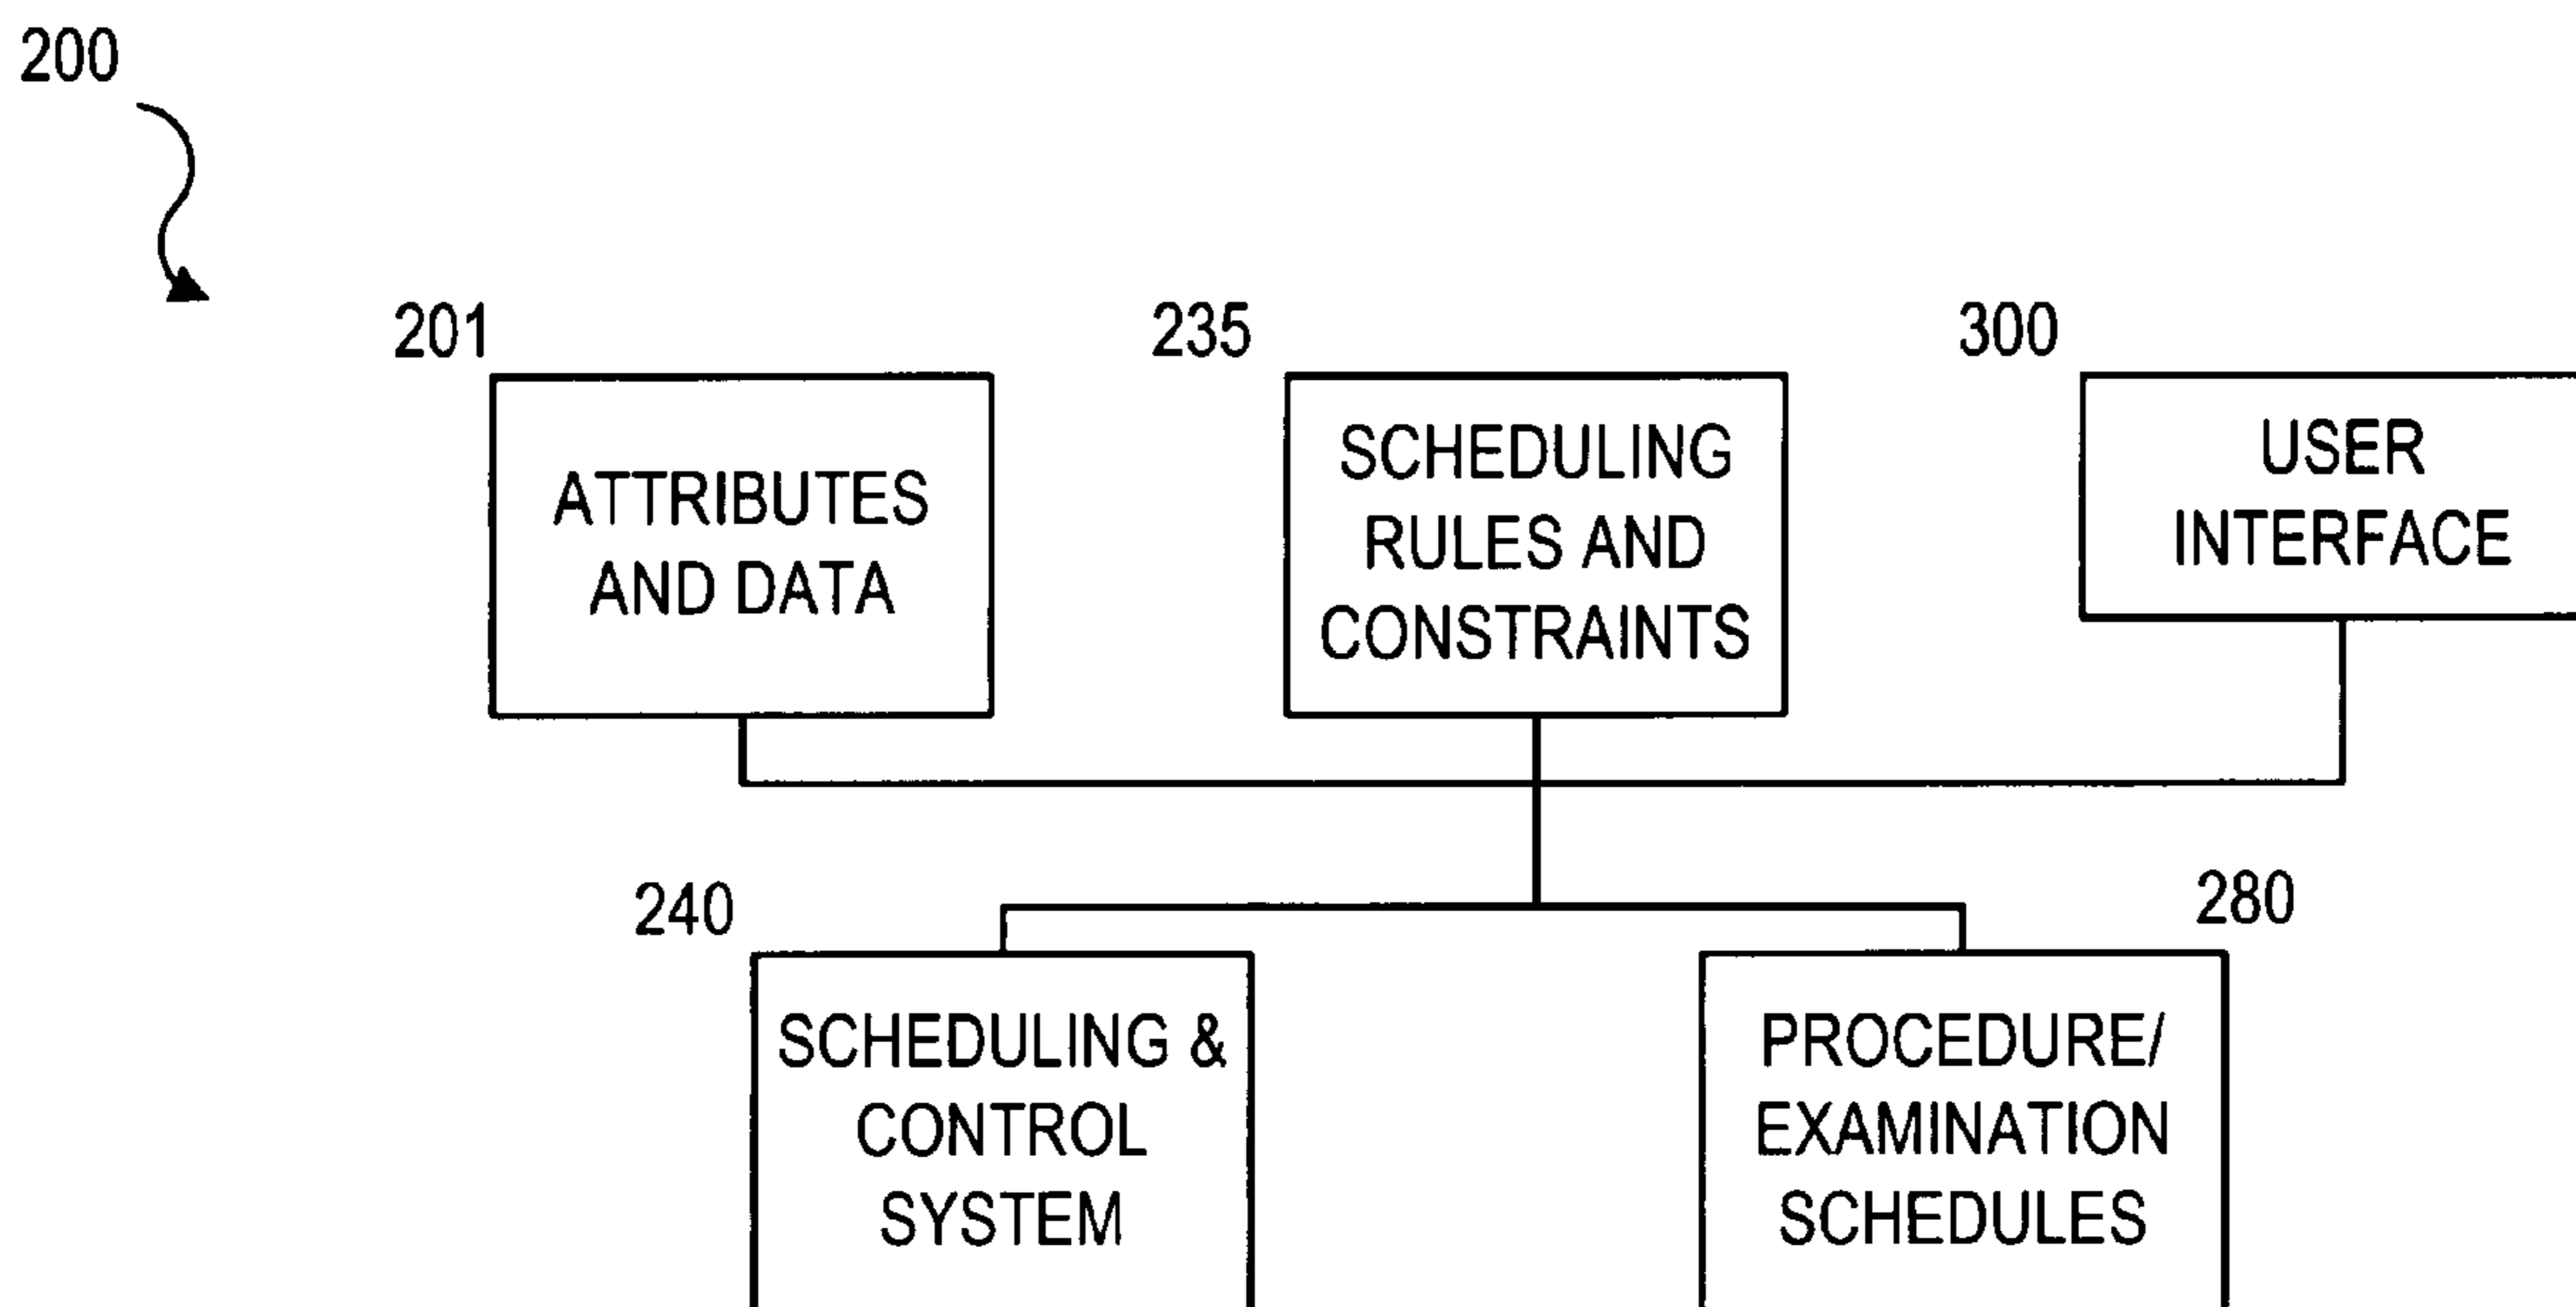 200
201
235
300
ATTRIBUTES
AND DATA
SCHEDULING
RULES AND
CONSTRAINTS
USER
INTERFACE
240
280
SCHEDULING &
CONTROL
SYSTEM
PROCEDURE/
EXAMINATION
SCHEDULES